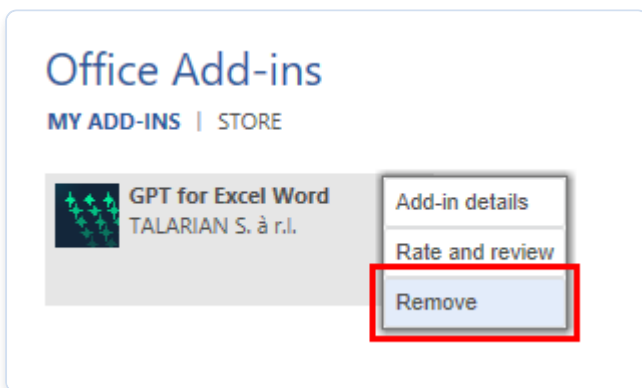 Office Add-ins
MY ADD-INS | STORE
GPT for Excel Word
TALARIAN S. à r.l.
Add-in details
Rate and review
Remove